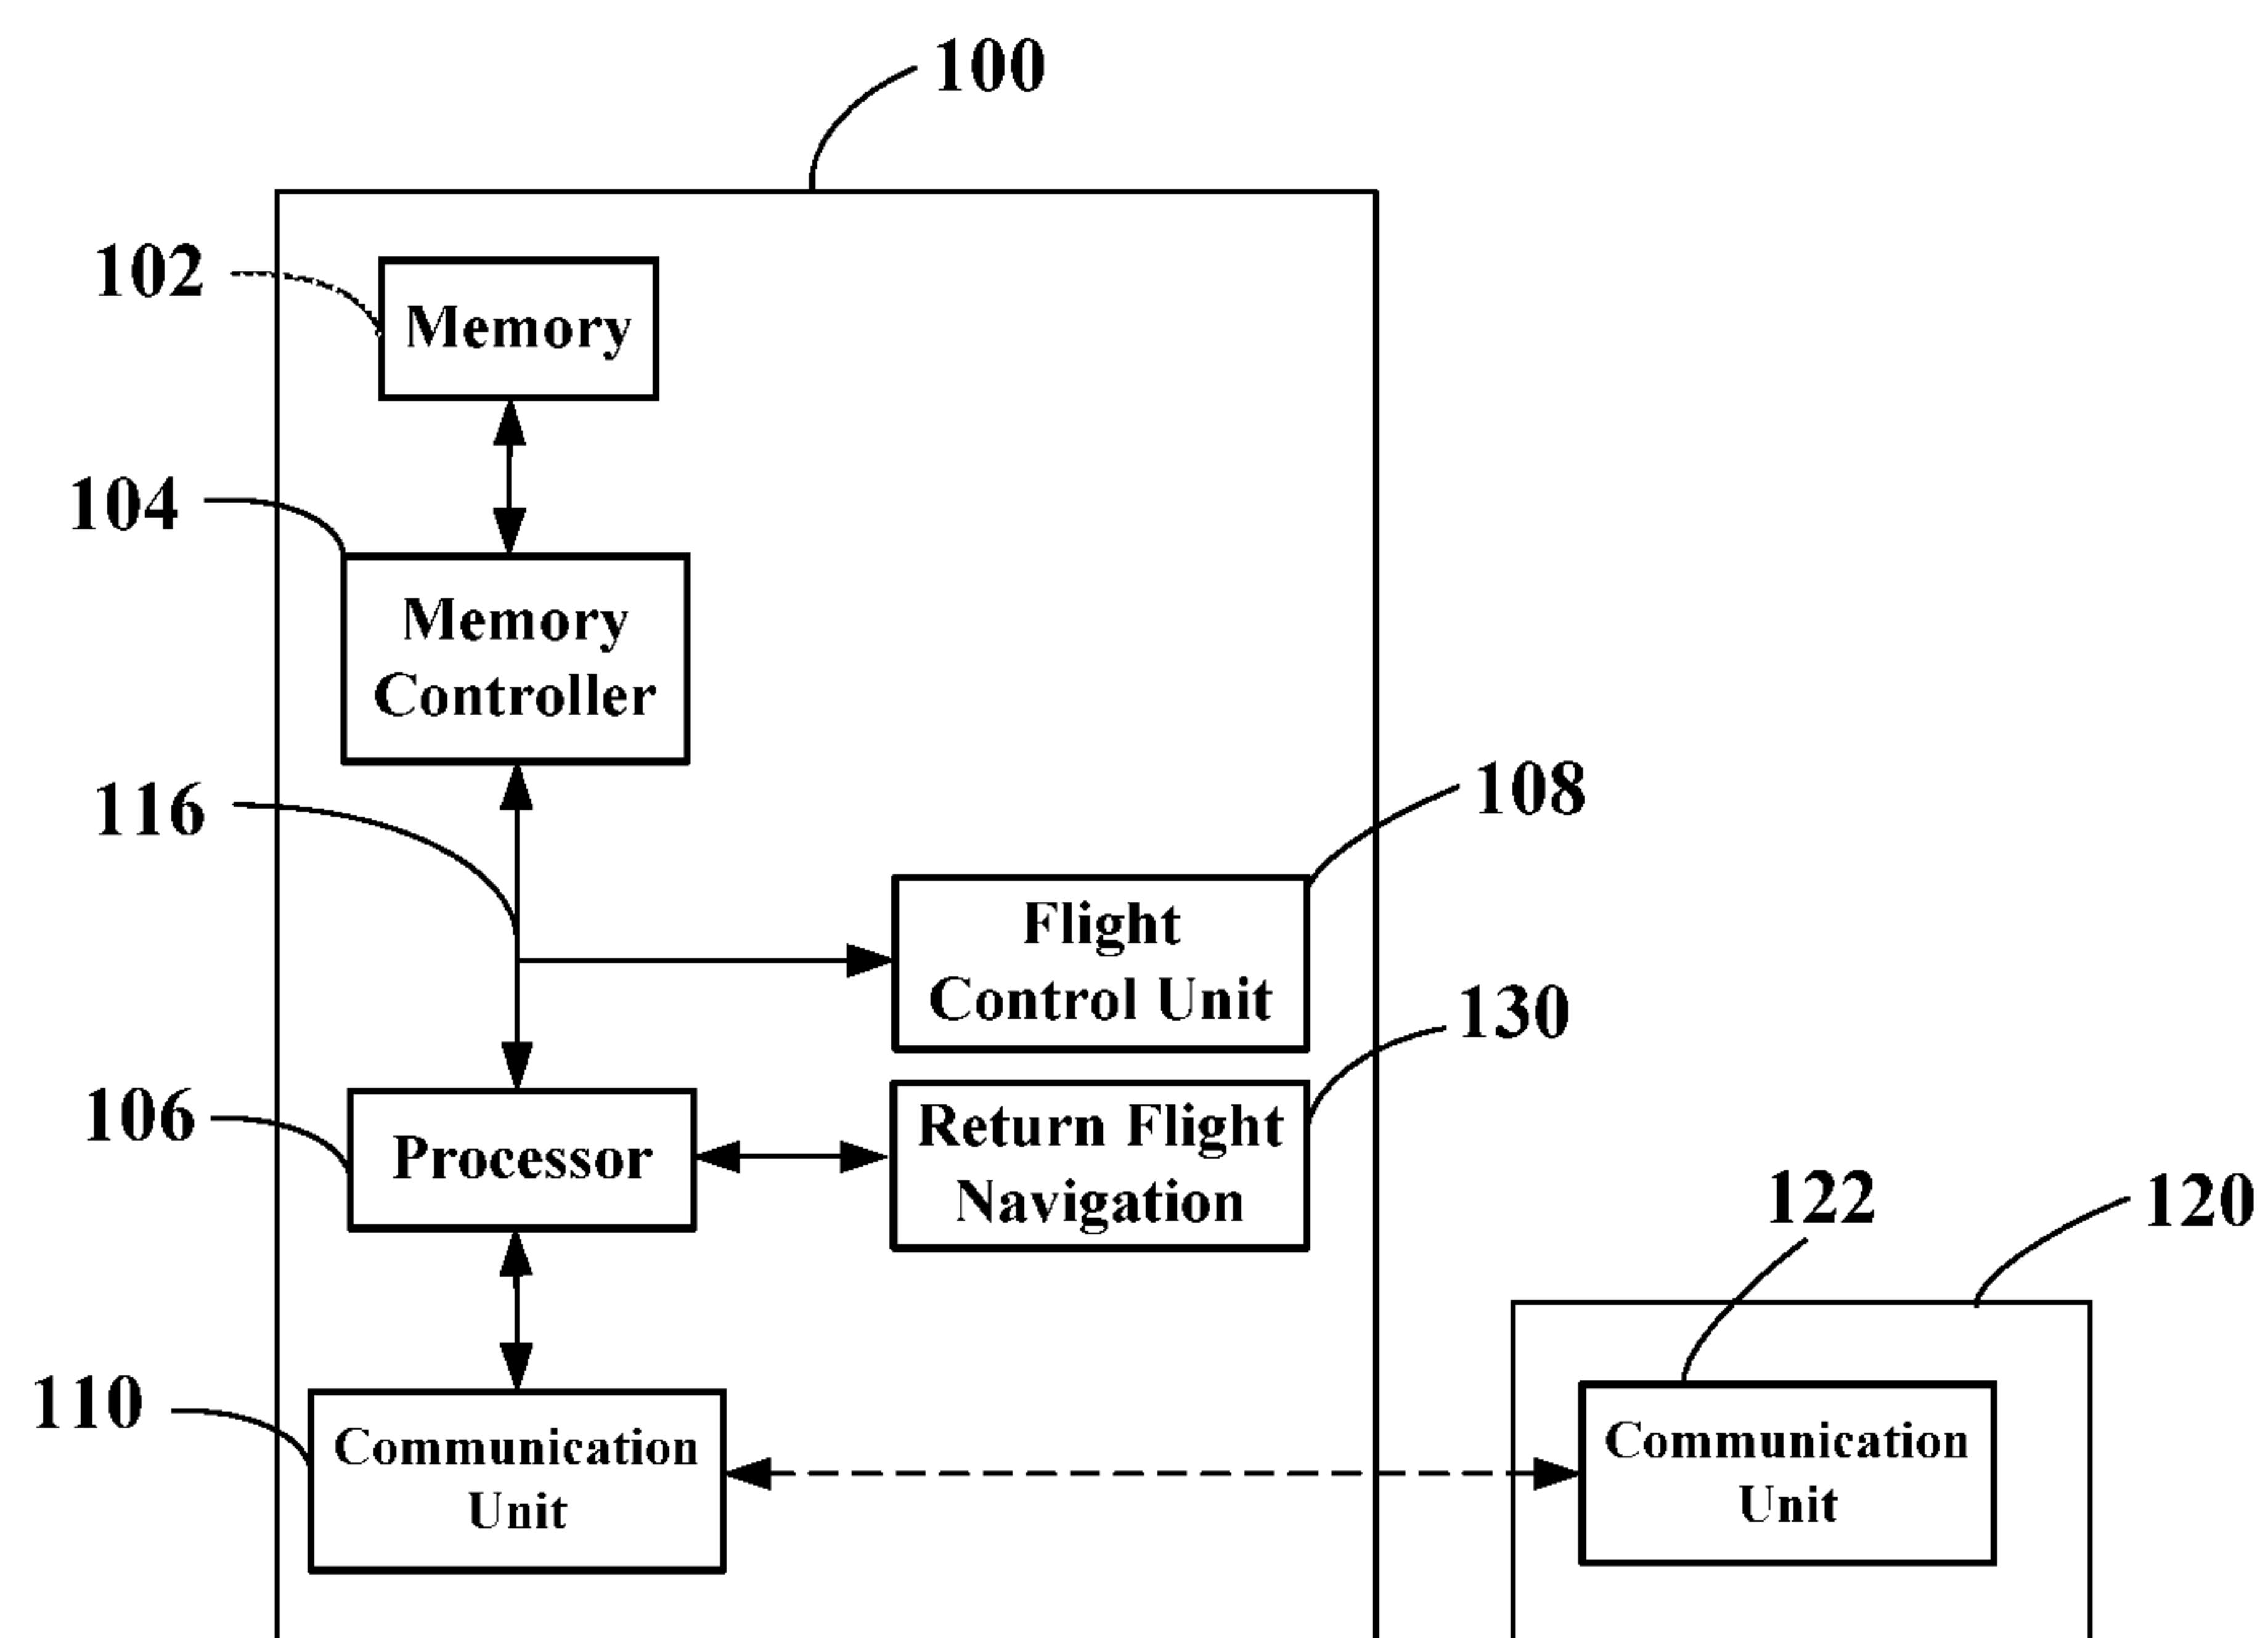 100
102
Memory
104
Memory
Controller
116
108
Flight
Control Unit
130
106
Processor
Return Flight
Navigation
122
120
110
Communication
Unit
Communication
Unit